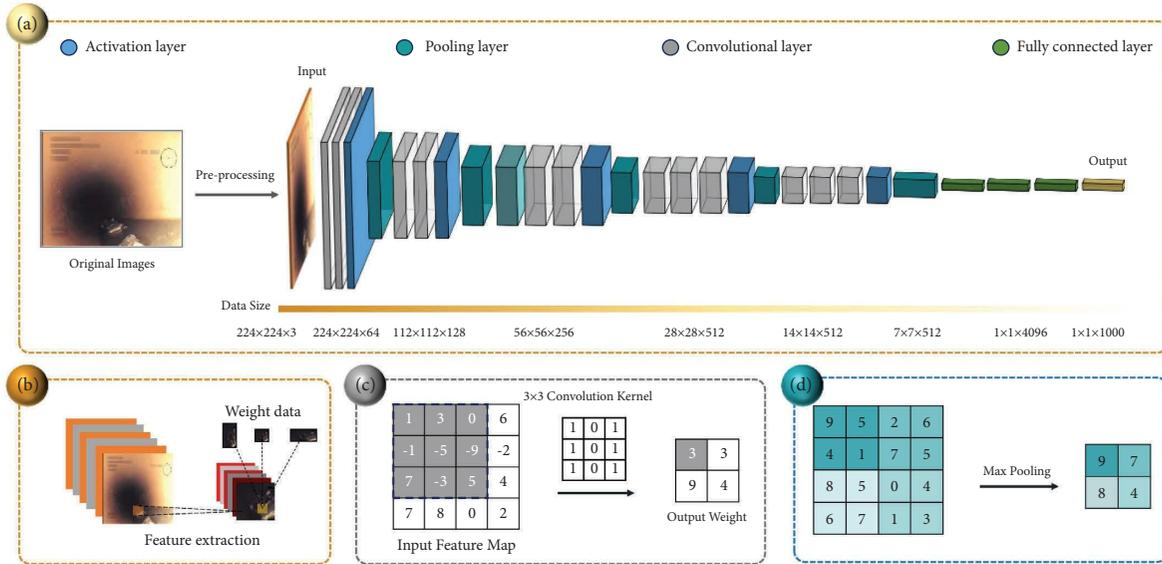 (a)
Activation layer
Pooling layer
Convolutional layer
Fully connected layer
Input
Pre-processing
Original Images
Output
Data Size
224×224×3
224×224×64
112×112×128
56×56×256
28×28×512
14×14×512
7×7×512
1×1×4096
1×1×1000
(b)
Weight data
Feature extraction
(c)
3×3 Convolution Kernel
1 3 0 6
-1 -5 -9 -2
7 -3 5 4
7 8 0 2
Input Feature Map
1 0 1
1 0 1
1 0 1
3 3
9 4
Output Weight
(d)
9 5 2 6
4 1 7 5
8 5 0 4
6 7 1 3
Max Pooling
9 7
8 4